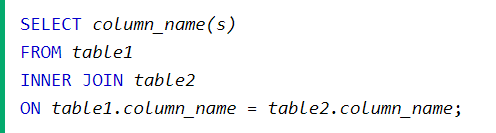 SELECT column_name(s)
FROM table1
INNER JOIN table2
ON table1.column_name = table2.column_name;